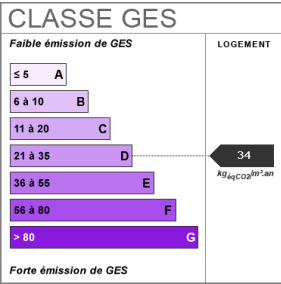 CLASSE GES
Faible émission de GES
LOGEMENT
≤ 5 A
6 à 10 B
11 à 20 C
21 à 35 D
34
kgéqCO2/m².an
36 à 55 E
56 à 80 F
> 80 G
Forte émission de GES